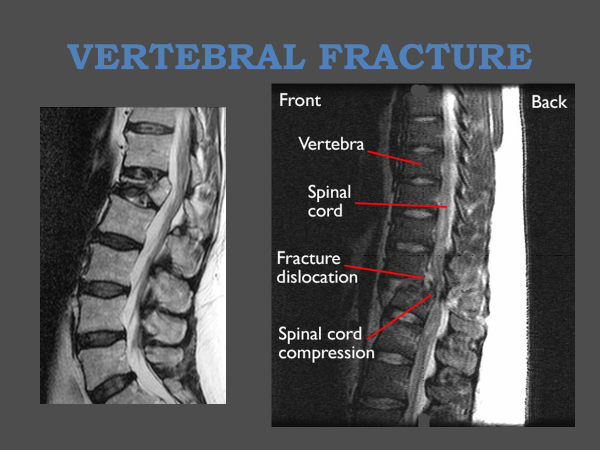 VERTEBRAL FRACTURE
Front
Back
Vertebra
Spinal
cord
Fracture
dislocation
Spinal cord
compression